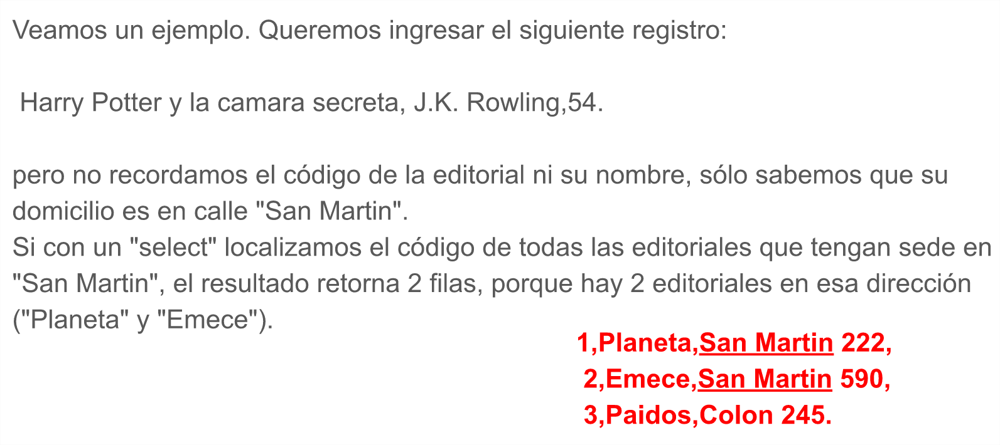 Veamos un ejemplo. Queremos ingresar el siguiente registro:
Harry Potter y la camara secreta, J.K. Rowling,54.
pero no recordamos el código de la editorial ni su nombre, sólo sabemos que su
domicilio es en calle "San Martin".
Si con un "select" localizamos el código de todas las editoriales que tengan sede en
"San Martin", el resultado retorna 2 filas, porque hay 2 editoriales en esa dirección
("Planeta" y "Emece").
1,Planeta,San Martin 222,
2,Emece,San Martin 590,
3,Paidos,Colon 245.